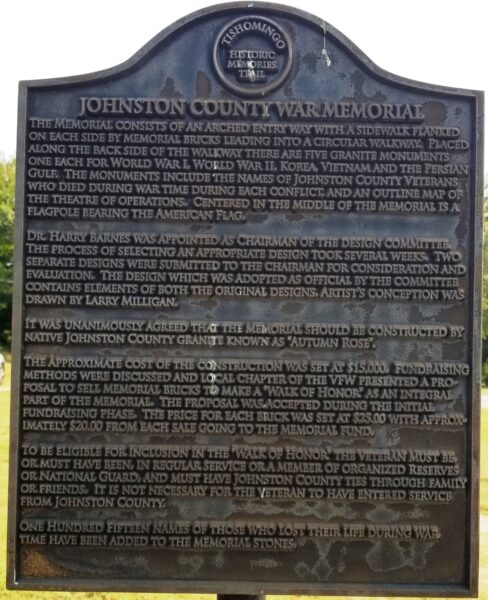 TISHOMINGO
HISTORIC
MEMORIES
TRAIL
JOHNSTON COUNTY WAR MEMORIAL
THE MEMORIAL CONSISTS OF AN ARCHED ENTRY WAY WITH A SIDEWALK FLANKED
ON EACH SIDE BY MEMORIAL BRICKS LEADING INTO A CIRCULAR WALKWAY. PLACED
ALONG THE BACK SIDE OF THE WALKWAY THERE ARE FIVE GRANITE MONUMENTS
ONE EACH FOR WORLD WAR I, WORLD WAR II, KOREA, VIETNAM AND THE PERSIAN
GULF. THE MONUMENTS INCLUDE THE NAMES OF JOHNSTON COUNTY VETERANS
WHO DIED DURING WAR TIME DURING EACH CONFLICT, AND AN OUTLINE MAP OF
THE THEATRE OF OPERATIONS. CENTERED IN THE MIDDLE OF THE MEMORIAL IS A
FLAGPOLE BEARING THE AMERICAN FLAG.
DR. HARRY BARNES WAS APPOINTED AS CHAIRMAN OF THE DESIGN COMMITTEE.
THE PROCESS OF SELECTING AN APPROPRIATE DESIGN TOOK SEVERAL WEEKS. TWO
SEPARATE DESIGNS WERE SUBMITTED TO THE CHAIRMAN FOR CONSIDERATION AND
EVALUATION. THE DESIGN WHICH WAS ADOPTED AS OFFICIAL BY THE COMMITTEE
CONTAINS ELEMENTS OF BOTH THE ORIGINAL DESIGNS. ARTIST'S CONCEPTION WAS
DRAWN BY LARRY MILLIGAN.
IT WAS UNANIMOUSLY AGREED THAT THE MEMORIAL SHOULD BE CONSTRUCTED BY
NATIVE JOHNSTON COUNTY GRANITE KNOWN AS "AUTUMN ROSE".
THE APPROXIMATE COST OF THE CONSTRUCTION WAS SET AT $15,000. FUNDRAISING
METHODS WERE DISCUSSED AND LOCAL CHAPTER OF THE VFW PRESENTED A PRO-
POSAL TO SELL MEMORIAL BRICKS TO MAKE A "WALK OF HONOR" AS AN INTEGRAL
PART OF THE MEMORIAL. THE PROPOSAL WAS ACCEPTED DURING THE INITIAL
FUNDRAISING PHASE. THE PRICE FOR EACH BRICK WAS SET AT $25.00 WITH APPROX-
IMATELY $20.00 FROM EACH SALE GOING TO THE MEMORIAL FUND.
TO BE ELIGIBLE FOR INCLUSION IN THE "WALK OF HONOR" THE VETERAN MUST BE,
OR MUST HAVE BEEN, IN REGULAR SERVICE OR A MEMBER OF ORGANIZED RESERVES
OR NATIONAL GUARD, AND MUST HAVE JOHNSTON COUNTY TIES THROUGH FAMILY
OR FRIENDS. IT IS NOT NECESSARY FOR THE VETERAN TO HAVE ENTERED SERVICE
FROM JOHNSTON COUNTY.
ONE HUNDRED FIFTEEN NAMES OF THOSE WHO LOST THEIR LIFE DURING WAR
TIME HAVE BEEN ADDED TO THE MEMORIAL STONES.